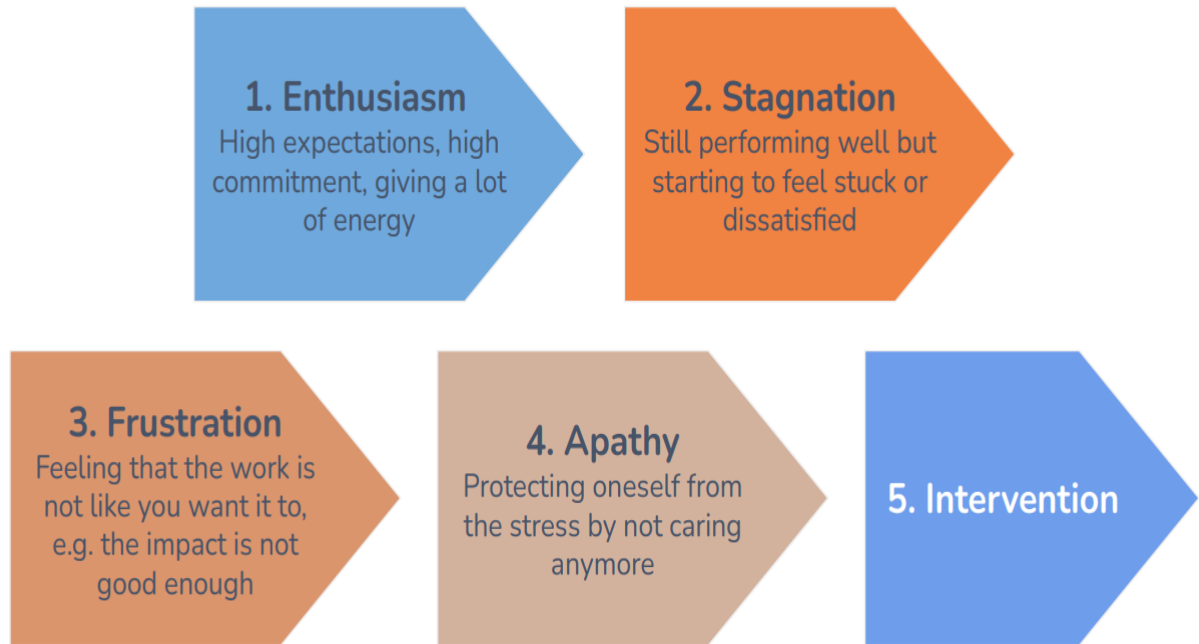 1. Enthusiasm
High expectations, high
commitment, giving a lot
of energy
2. Stagnation
Still performing well but
starting to feel stuck or
dissatisfied
3. Frustration
Feeling that the work is
not like you want it to,
e.g. the impact is not
good enough
4. Apathy
Protecting oneself from
the stress by not caring
anymore
5. Intervention